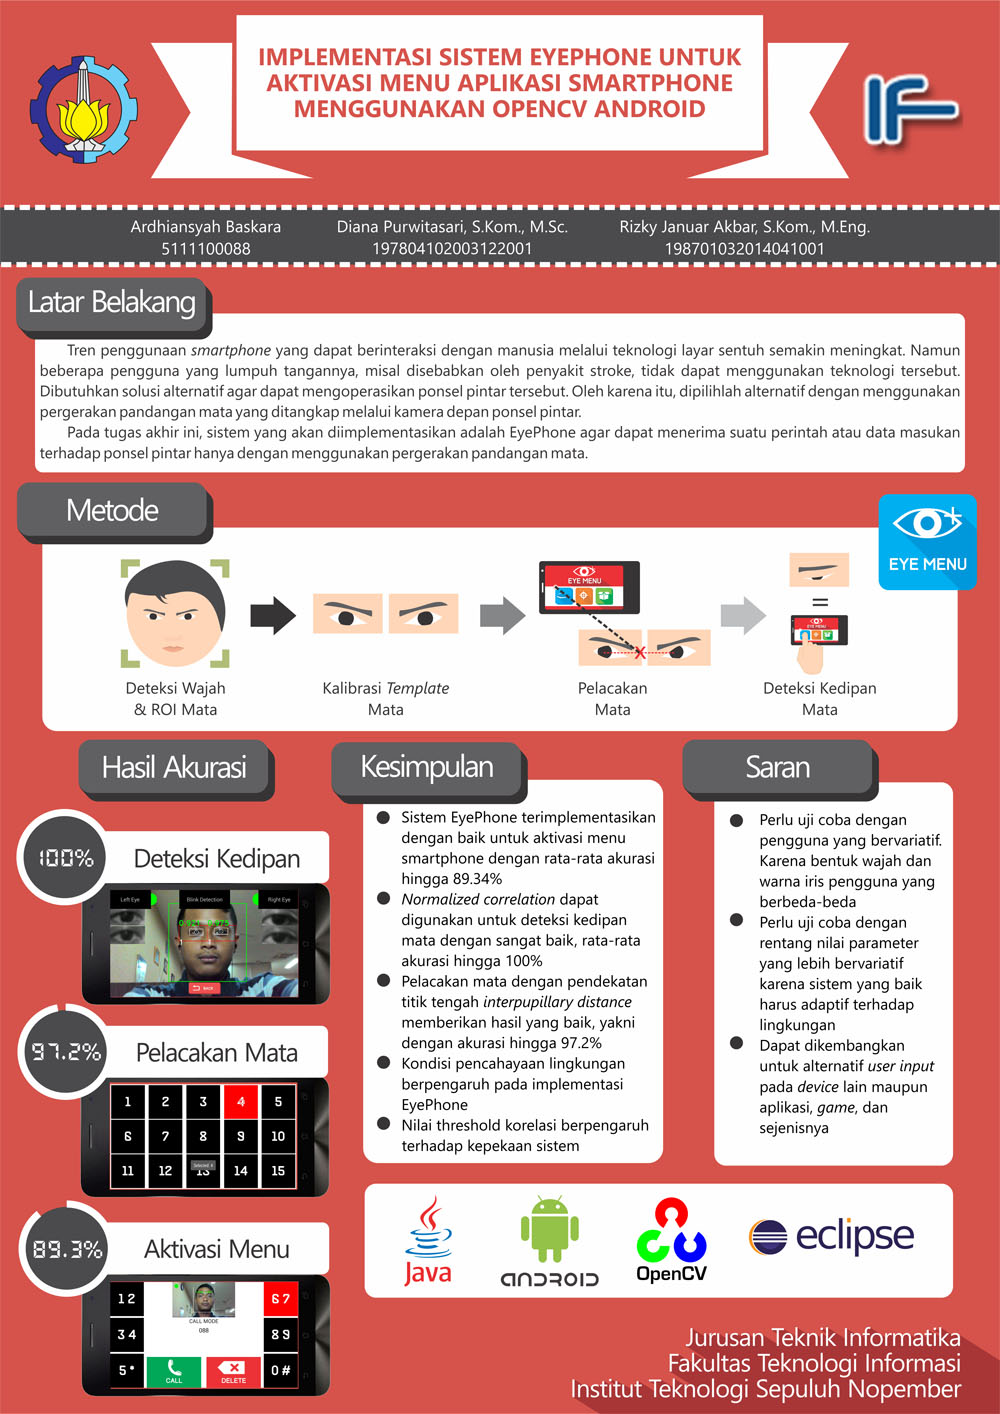 IMPLEMENTASI SISTEM EYEPHONE UNTUK
AKTIVASI MENU APLIKASI SMARTPHONE
MENGGUNAKAN OPENCV ANDROID
IF
Ardhiansyah Baskara
5111100088
Diana Purwitasari, S.Kom., M.Sc.
197804102003122001
Rizky Januar Akbar, S.Kom., M.Eng.
198701032014041001
Latar Belakang
Tren penggunaan smartphone yang dapat berinteraksi dengan manusia melalui teknologi layar sentuh semakin meningkat. Namun
beberapa pengguna yang lumpuh tangannya, misal disebabkan oleh penyakit stroke, tidak dapat menggunakan teknologi tersebut.
Dibutuhkan solusi alternatif agar dapat mengoperasikan ponsel pintar tersebut. Oleh karena itu, dipilihlah alternatif dengan menggunakan
pergerakan pandangan mata yang ditangkap melalui kamera depan ponsel pintar.
Pada tugas akhir ini, sistem yang akan diimplementasikan adalah EyePhone agar dapat menerima suatu perintah atau data masukan
terhadap ponsel pintar hanya dengan menggunakan pergerakan pandangan mata.
Metode
EYE MENU
EYE MENU
X
=
EYE MENU
Deteksi Wajah
& ROI Mata
Kalibrasi Template
Mata
Pelacakan
Mata
Deteksi Kedipan
Mata
Hasil Akurasi
100%
Deteksi Kedipan
Left Eye
Blink Detection
Right Eye
BACK
97.2%
Pelacakan Mata
1 2 3 4 5
6 7 8 9 10
11 12 13 14 15
Selected 4
89.3%
Aktivasi Menu
1 2
3 4
5 *
CALL MODE
088
CALL
DELETE
6 7
8 9
0 #
Kesimpulan
● Sistem EyePhone terimplementasikan
dengan baik untuk aktivasi menu
smartphone dengan rata-rata akurasi
hingga 89.34%
● Normalized correlation dapat
digunakan untuk deteksi kedipan
mata dengan sangat baik, rata-rata
akurasi hingga 100%
● Pelacakan mata dengan pendekatan
titik tengah interpupillary distance
memberikan hasil yang baik, yakni
dengan akurasi hingga 97.2%
● Kondisi pencahayaan lingkungan
berpengaruh pada implementasi
EyePhone
● Nilai threshold korelasi berpengaruh
terhadap kepekaan sistem
Saran
● Perlu uji coba dengan
pengguna yang bervariatif.
Karena bentuk wajah dan
warna iris pengguna yang
berbeda-beda
● Perlu uji coba dengan
rentang nilai parameter
yang lebih bervariatif
karena sistem yang baik
harus adaptif terhadap
lingkungan
● Dapat dikembangkan
untuk alternatif user input
pada device lain maupun
aplikasi, game, dan
sejenisnya
Java
ANDROID
OpenCV
eclipse
Jurusan Teknik Informatika
Fakultas Teknologi Informasi
Institut Teknologi Sepuluh Nopember